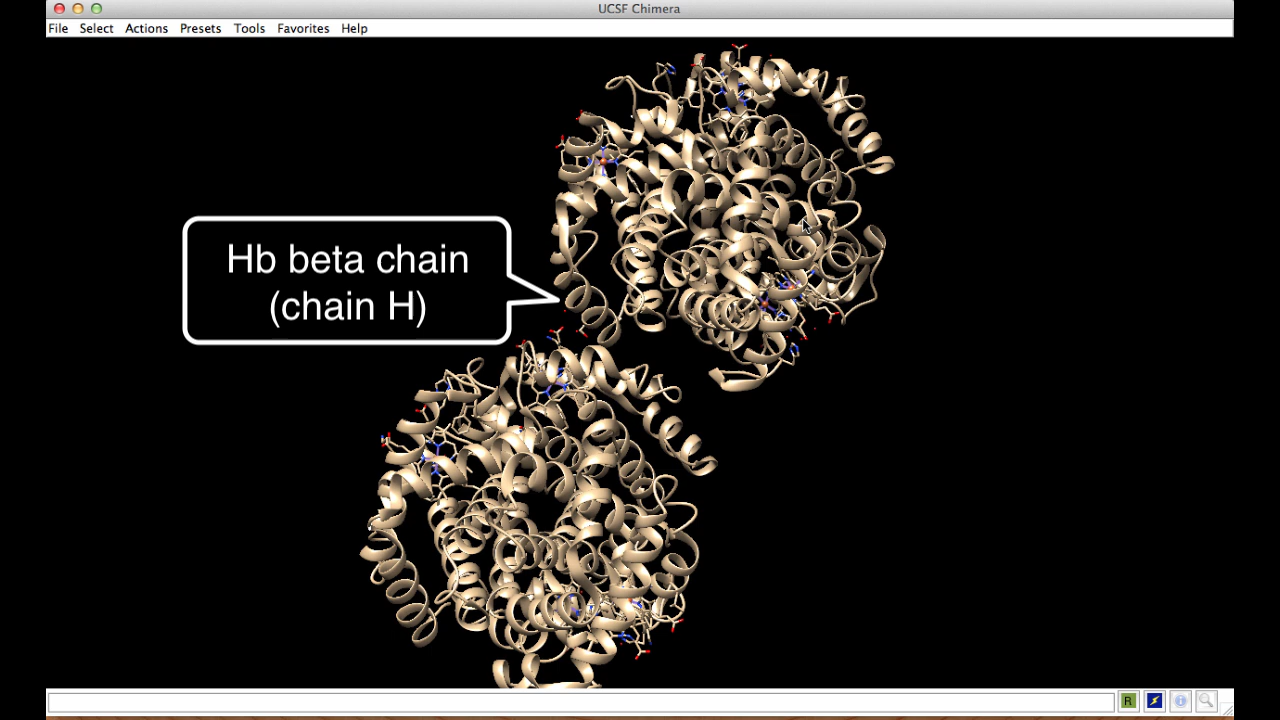 UCSF Chimera
File Select Actions Presets Tools Favorites Help
Hb beta chain
(chain H)
R